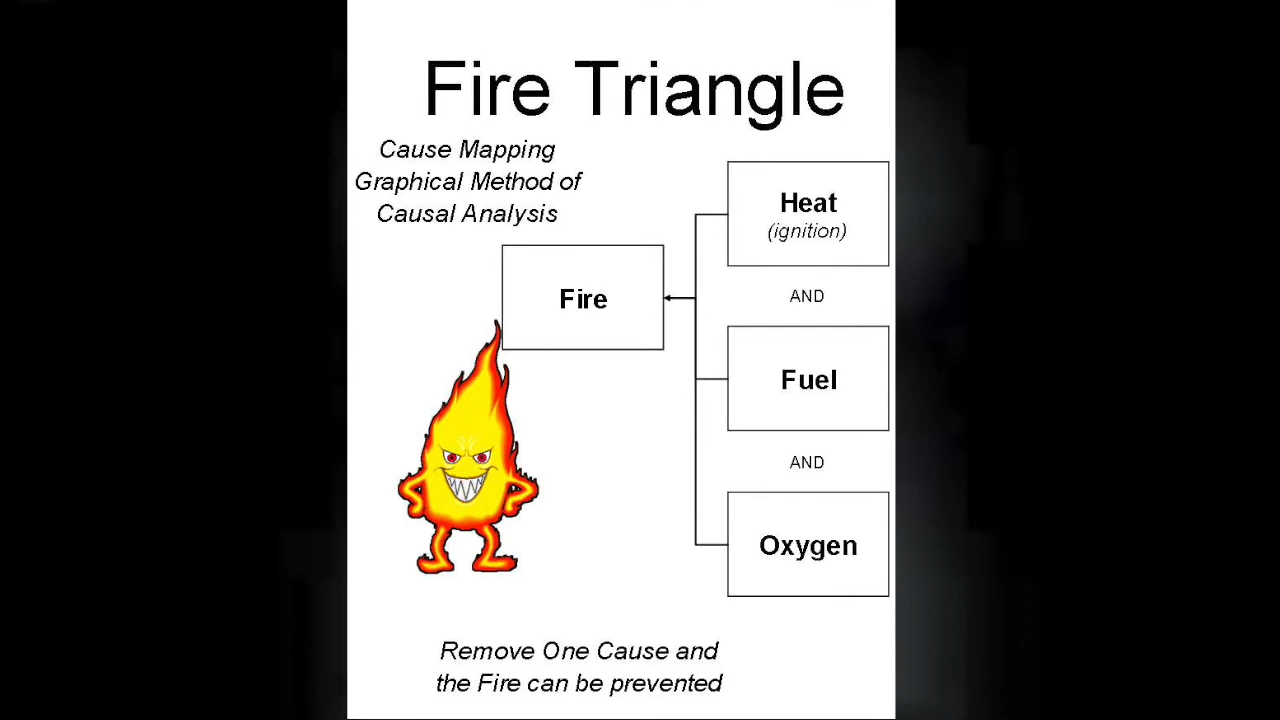 Fire Triangle
Cause Mapping
Graphical Method of
Causal Analysis
Heat
(ignition)
AND
Fire
Fuel
AND
Oxygen
Remove One Cause and
the Fire can be prevented